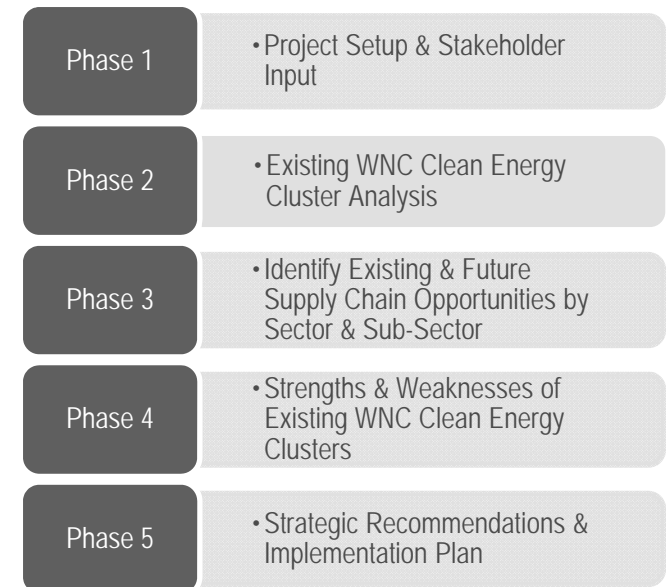 Phase 1
• Project Setup & Stakeholder
Input
Phase 2
• Existing WNC Clean Energy
Cluster Analysis
Phase 3
• Identify Existing & Future
Supply Chain Opportunities by
Sector & Sub-Sector
Phase 4
• Strengths & Weaknesses of
Existing WNC Clean Energy
Clusters
Phase 5
• Strategic Recommendations &
Implementation Plan